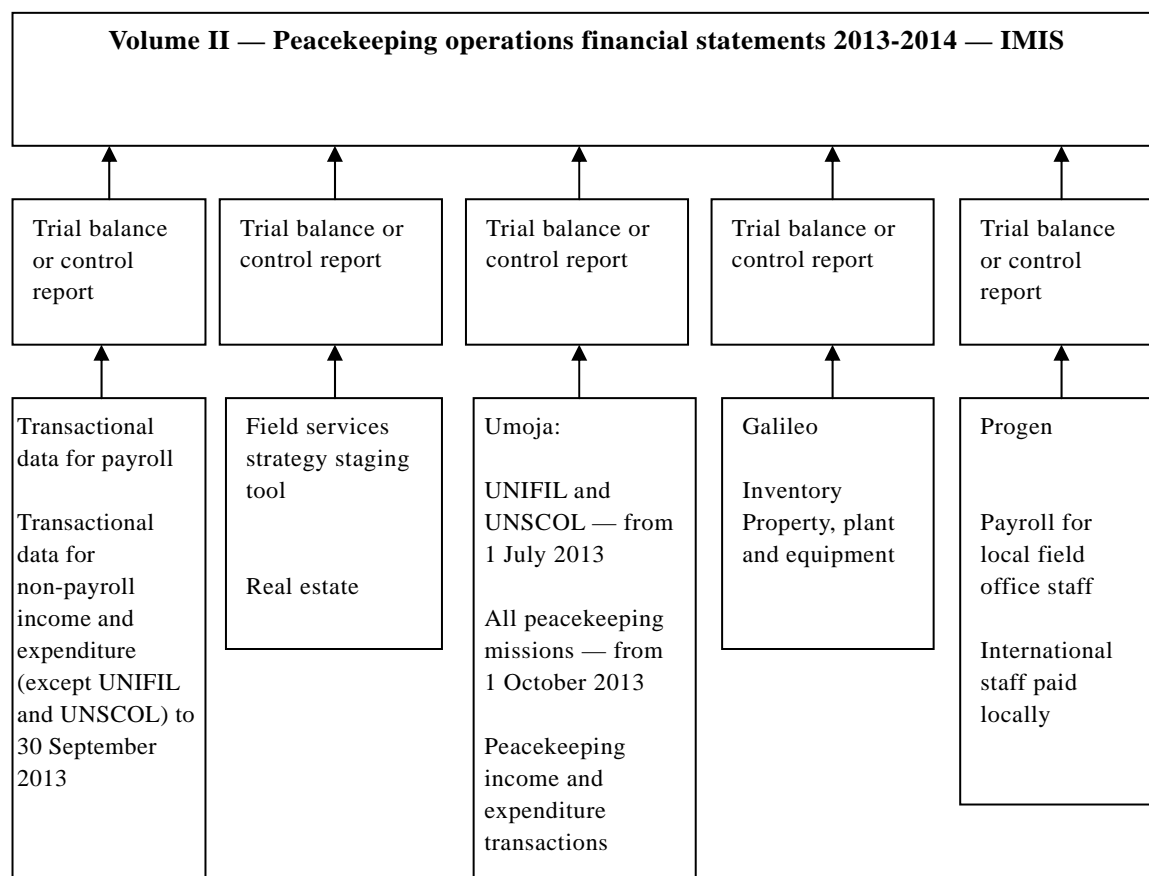 Volume II — Peacekeeping operations financial statements 2013-2014 — IMIS
Trial balance
or control
report
Trial balance or
control report
Trial balance or
control report
Trial balance or
control report
Trial balance
or control
report
Transactional
data for payroll
Transactional
data for
non-payroll
income and
expenditure
(except UNIFIL
and UNSCOL) to
30 September
2013
Field services
strategy staging
tool
Real estate
Umoja:
UNIFIL and
UNSCOL — from
1 July 2013
All peacekeeping
missions — from
1 October 2013
Peacekeeping
income and
expenditure
transactions
Galileo
Inventory
Property, plant
and equipment
Progen
Payroll for
local field
office staff
International
staff paid
locally